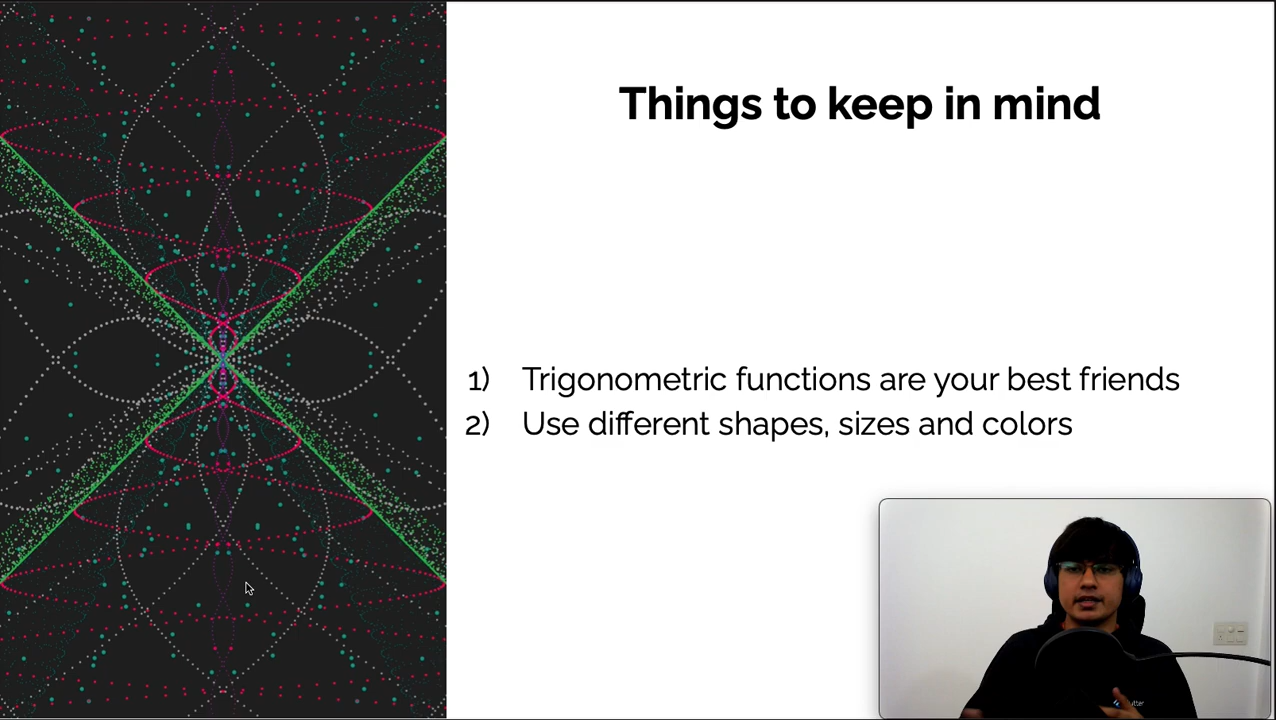 Things to keep in mind
1) Trigonometric functions are your best friends
2) Use different shapes, sizes and colors